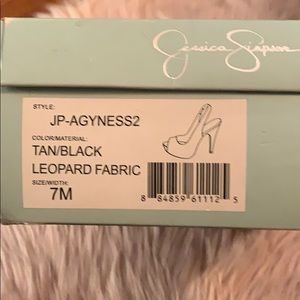 Jessica Simpson
STYLE:
JP-AGYNESS2
COLOR/MATERIAL:
TAN/BLACK
LEOPARD FABRIC
SIZE/WIDTH:
7M
8 84859 61112 5